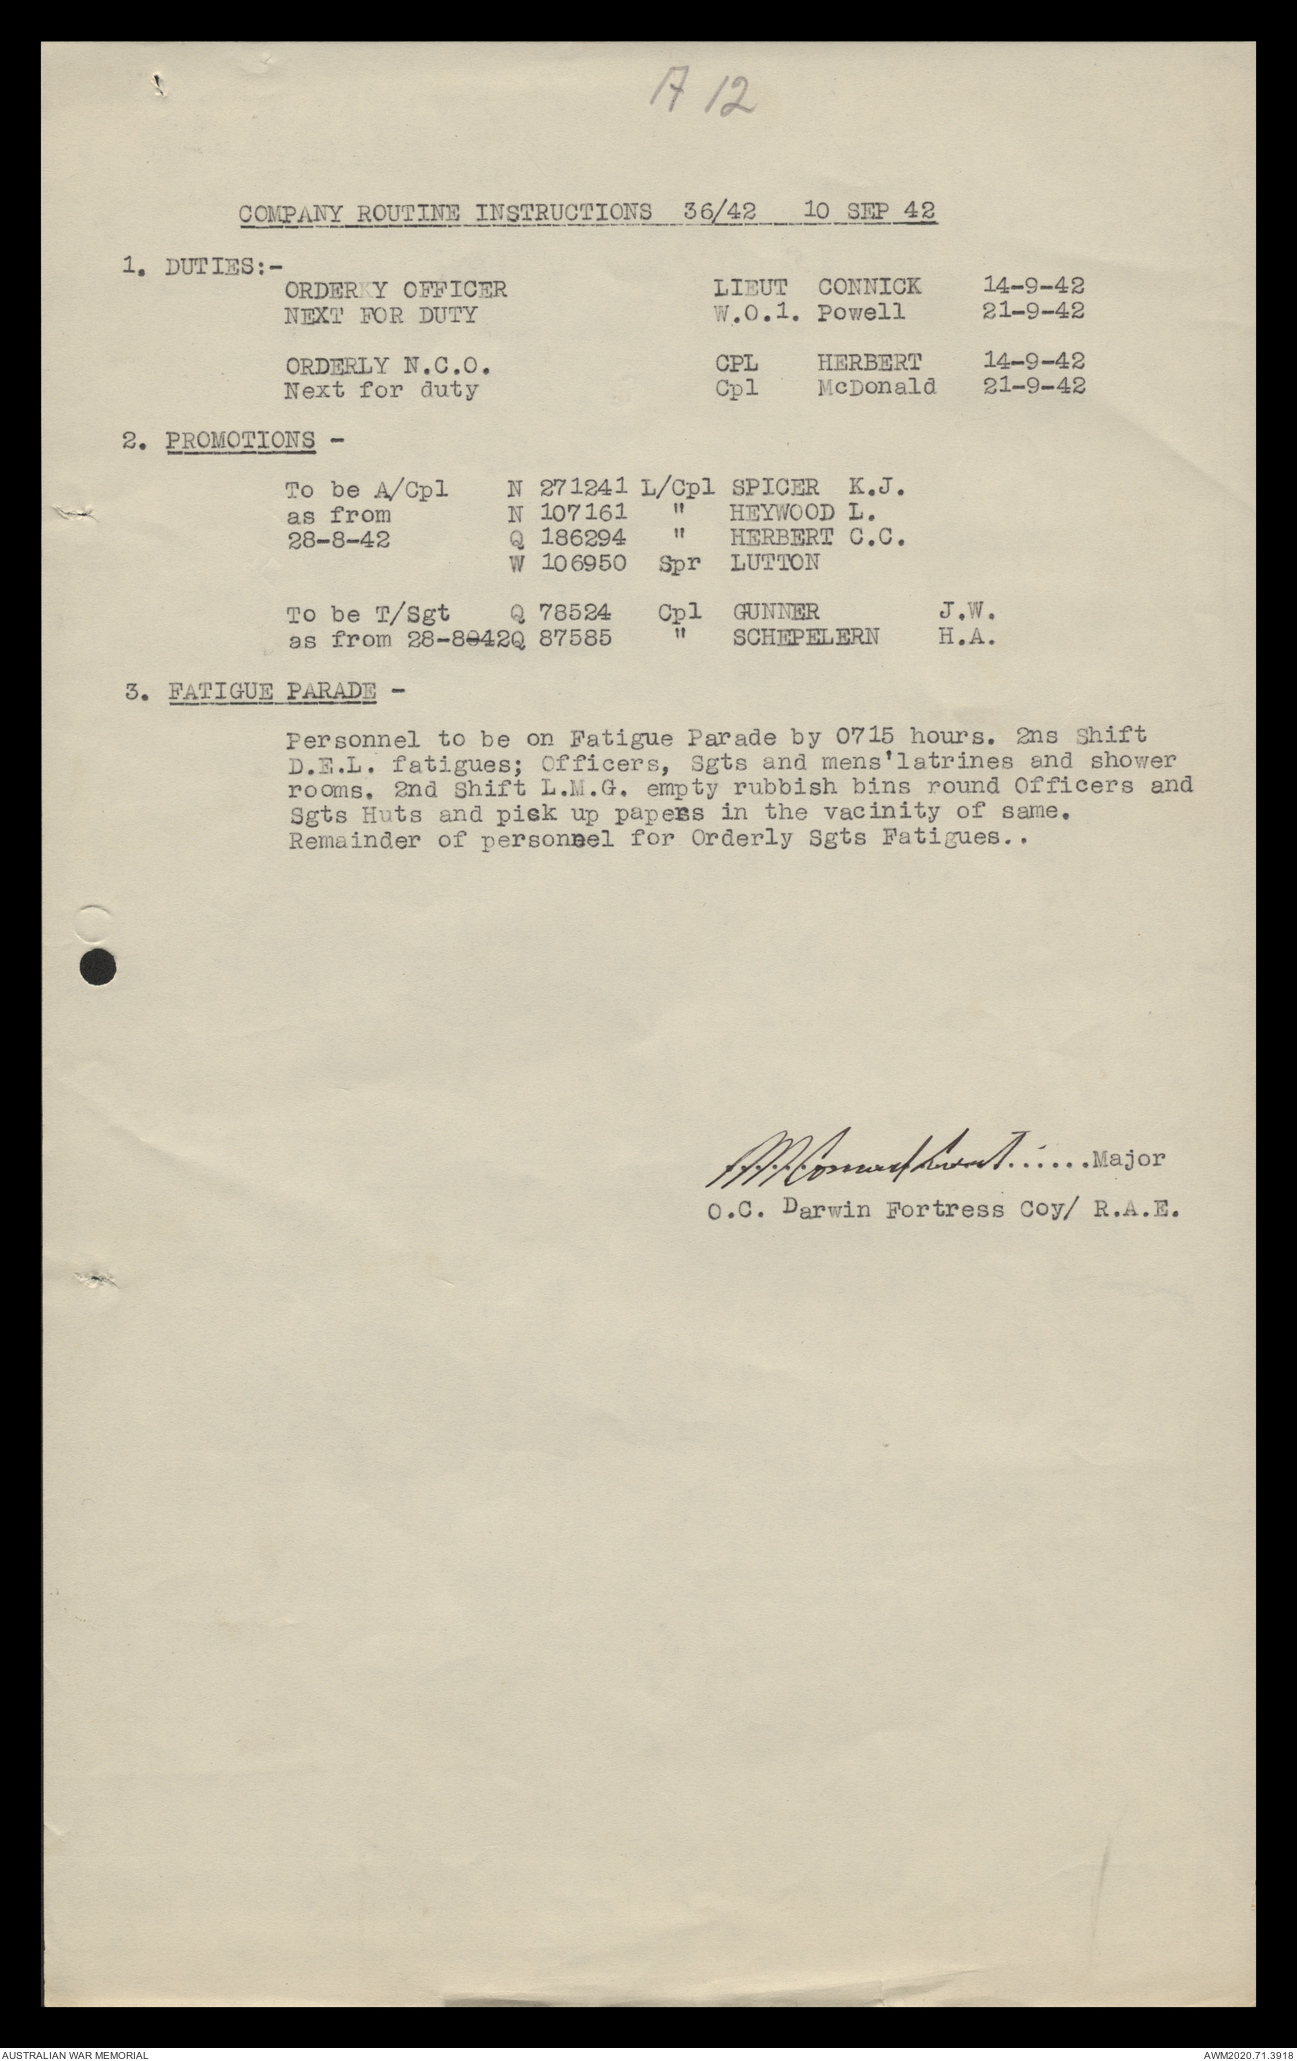 A 12
COMPANY ROUTINE INSTRUCTIONS 36/42 10 SEP 42
1. DUTIES:-
ORDERKY OFFICER LIEUT CONNICK 14-9-42
NEXT FOR DUTY W.O.1. Powell 21-9-42
ORDERLY N.C.O. CPL HERBERT 14-9-42
Next for duty Cpl McDonald 21-9-42
2. PROMOTIONS -
To be A/Cpl N 271241 L/Cpl SPICER K.J.
as from N 107161 " HEYWOOD L.
28-8-42 Q 186294 " HERBERT C.C.
W 106950 Spr LUTTON
To be T/Sgt Q 78524 Cpl GUNNER J.W.
as from 28-8-42Q 87585 " SCHEPELERN H.A.
3. FATIGUE PARADE -
Personnel to be on Fatigue Parade by 0715 hours. 2ns Shift
D.E.L. fatigues; Officers, Sgts and mens'latrines and shower
rooms. 2nd Shift L.M.G. empty rubbish bins round Officers and
Sgts Huts and pick up papers in the vacinity of same.
Remainder of personnel for Orderly Sgts Fatigues..
......Major
O.C. Darwin Fortress Coy/ R.A.E.
AUSTRALIAN WAR MEMORIAL AWM2020.71.3918